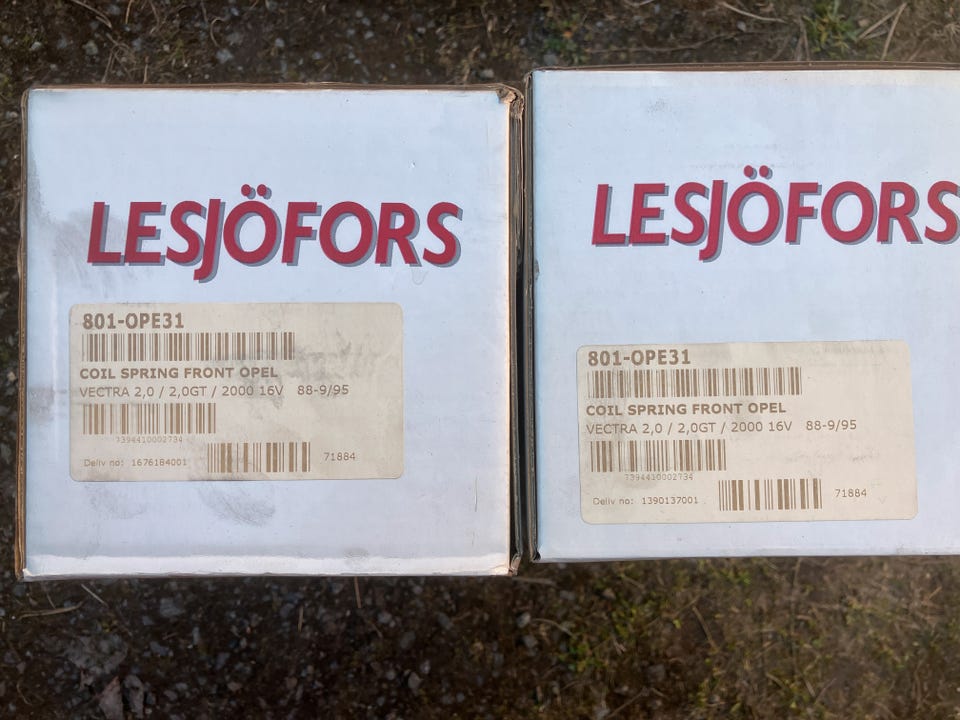 LESJÖFORS
801-OPE31
COIL SPRING FRONT OPEL
VECTRA 2,0 / 2,0GT / 2000 16V 88-9/95
7394410002734
Deliv no: 1676184001 71884
LESJÖFORS
801-OPE31
COIL SPRING FRONT OPEL
VECTRA 2,0 / 2,0GT / 2000 16V 88-9/95
7394410002734
Deliv no: 1390137001 71884